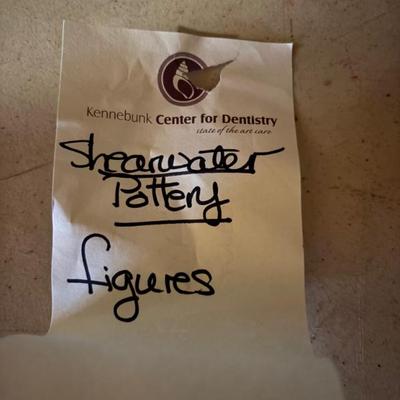 Kennebunk Center for Dentistry
state of the art care
Shearwater
Pottery
figures